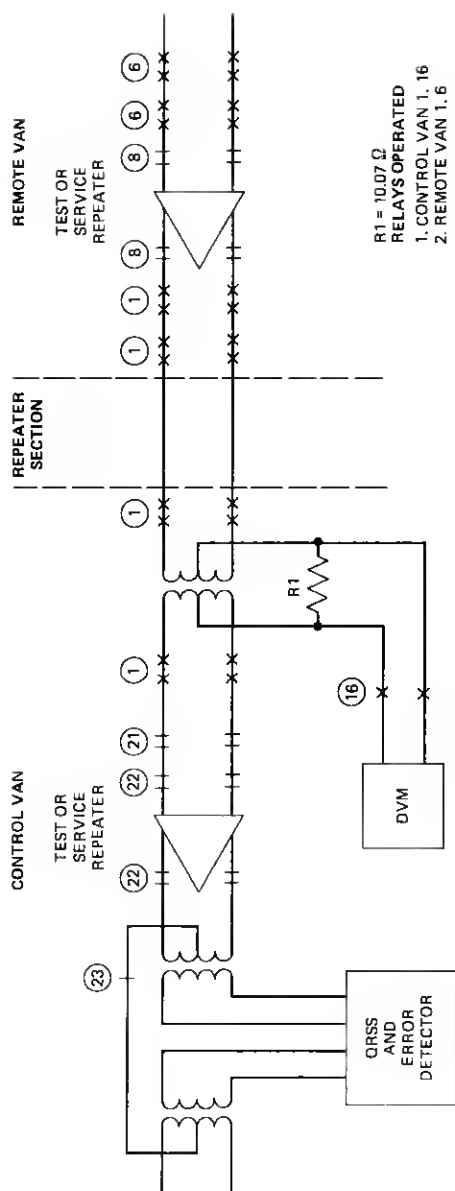 CONTROL VAN
REPEATER
SECTION
REMOTE VAN
TEST OR
SERVICE
REPEATER
TEST OR
SERVICE
REPEATER
23
22
22
21
1
1
1
1
8
8
6
6
R1
16
DVM
QRSS
AND
ERROR
DETECTOR
R1 = 10.07 Ω
RELAYS OPERATED
1. CONTROL VAN 1, 16
2. REMOTE VAN 1, 6